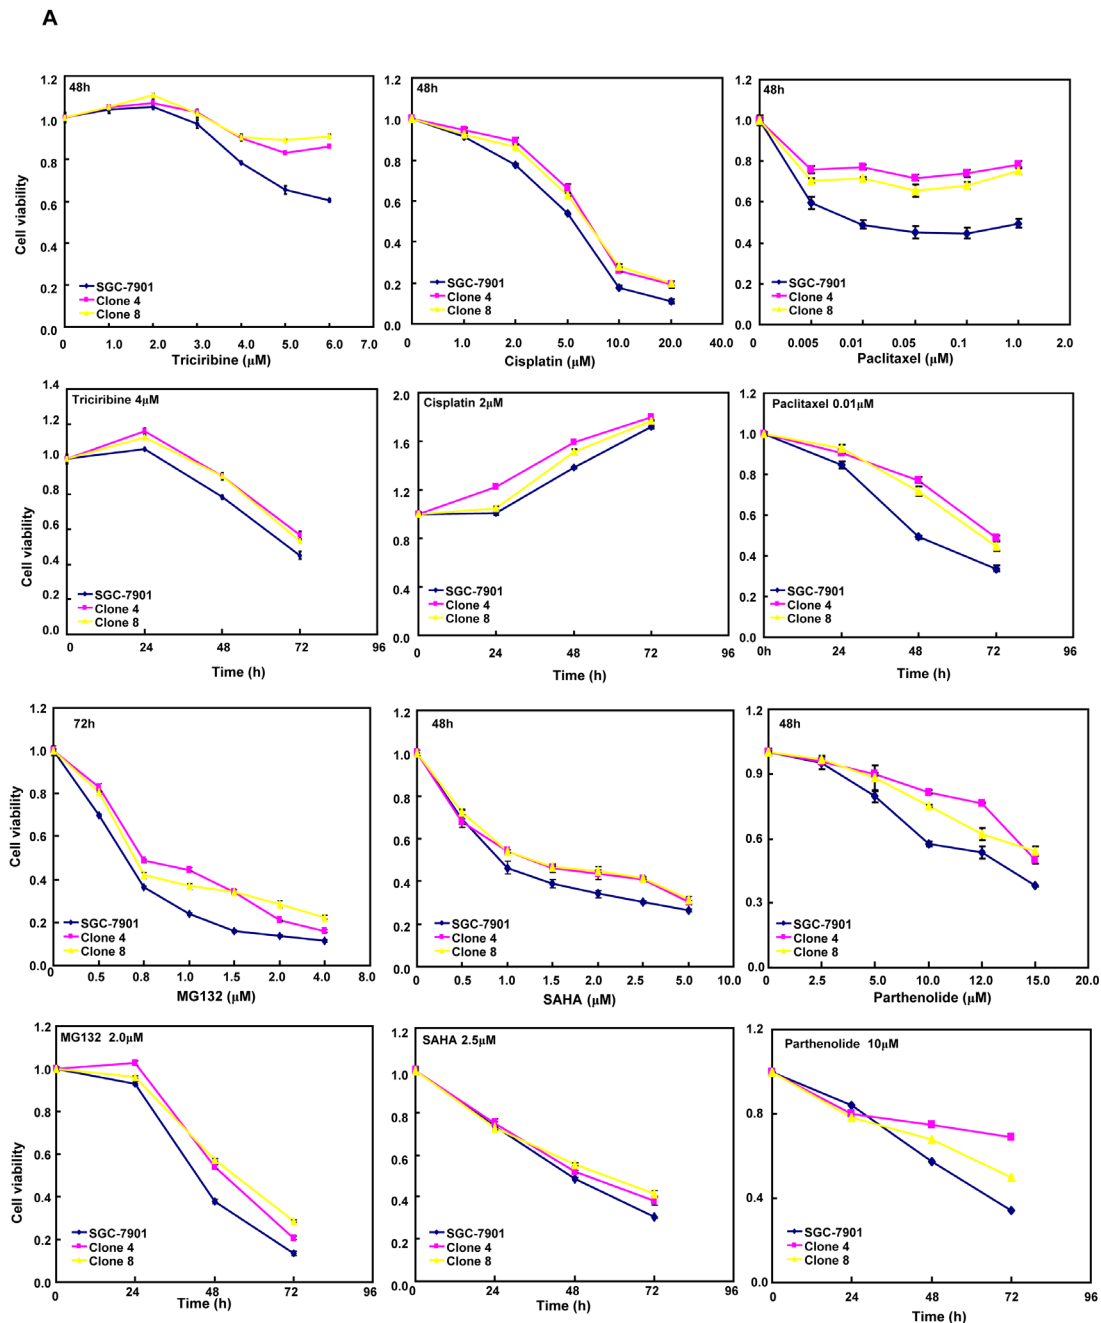 A
48h
1.2
1.0
0.8
0.6
0.4
0.2
0.0
Cell viability
SGC-7901
Clone 4
Clone 8
0 1.0 2.0 3.0 4.0 5.0 6.0 7.0
Triciribine (µM)
48h
1.2
1.0
0.8
0.6
0.4
0.2
0.0
SGC-7901
Clone 4
Clone 8
0 1.0 2.0 5.0 10.0 20.0 40.0
Cisplatin (µM)
48h
1.2
1.0
0.8
0.6
0.4
0.2
0.0
SGC-7901
Clone 4
Clone 8
0 0.005 0.01 0.05 0.1 1.0 2.0
Paclitaxel (µM)
Triciribine 4µM
1.4
1.2
1.0
0.8
0.6
0.4
0.2
0.0
Cell viability
SGC-7901
Clone 4
Clone 8
0 24 48 72 96
Time (h)
Cisplatin 2µM
2.0
1.6
1.2
0.8
0.4
0.0
SGC-7901
Clone 4
Clone 8
0 24 48 72 96
Time (h)
Paclitaxel 0.01µM
1.2
1.0
0.8
0.6
0.4
0.2
0.0
SGC-7901
Clone 4
Clone 8
0h 24 48 72 96
Time (h)
72h
1.2
1.0
0.8
0.6
0.4
0.2
0.0
Cell viability
SGC-7901
Clone 4
Clone 8
0 0.5 0.8 1.0 1.5 2.0 4.0 8.0
MG132 (µM)
48h
1.2
1.0
0.8
0.6
0.4
0.2
0.0
SGC-7901
Clone 4
Clone 8
0 0.5 1.0 1.5 2.0 2.5 5.0 10.0
SAHA (µM)
48h
1.2
0.9
0.6
0.3
0.0
SGC-7901
Clone 4
Clone 8
0 2.5 5.0 10.0 12.0 15.0 20.0
Parthenolide (µM)
MG132 2.0µM
1.2
1.0
0.8
0.6
0.4
0.2
0.0
Cell viability
SGC-7901
Clone 4
Clone 8
0 24 48 72 96
Time (h)
SAHA 2.5µM
1.2
1.0
0.8
0.6
0.4
0.2
0.0
SGC-7901
Clone 4
Clone 8
0 24 48 72 96
Time (h)
Parthenolide 10µM
1.2
0.8
0.4
0.0
SGC-7901
Clone 4
Clone 8
0 24 48 72 96
Time (h)